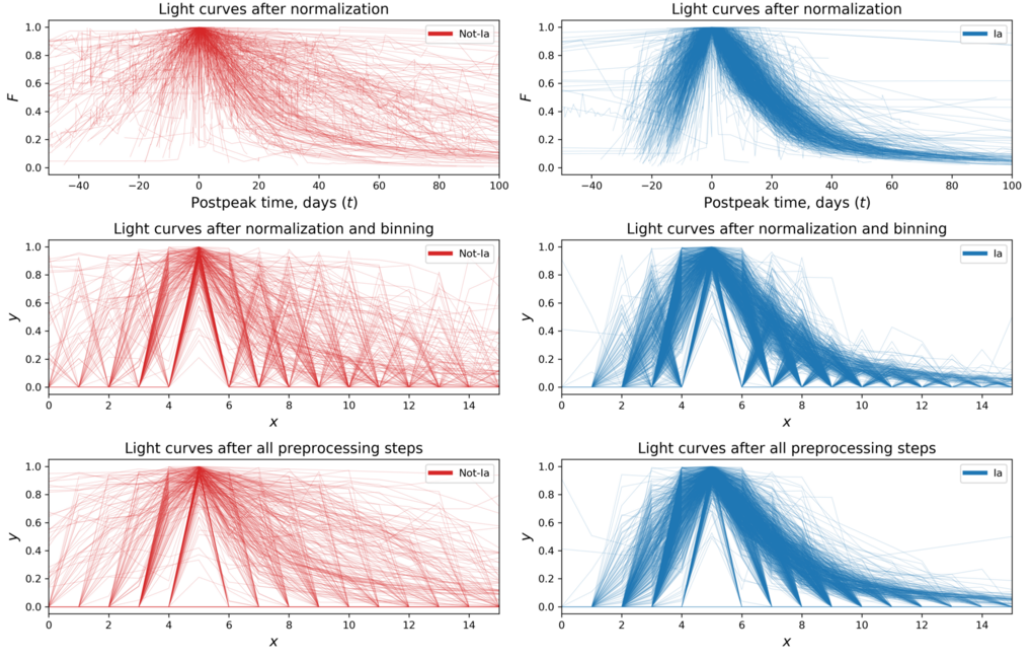 Light curves after normalization
Light curves after normalization
1.0
0.8
0.6
0.4
0.2
0.0
F
Not-Ia
−40 −20 0 20 40 60 80 100
Postpeak time, days (t)
1.0
0.8
0.6
0.4
0.2
0.0
F
Ia
−40 −20 0 20 40 60 80 100
Postpeak time, days (t)
Light curves after normalization and binning
Light curves after normalization and binning
1.0
0.8
0.6
0.4
0.2
0.0
y
Not-Ia
0 2 4 6 8 10 12 14
x
1.0
0.8
0.6
0.4
0.2
0.0
y
Ia
0 2 4 6 8 10 12 14
x
Light curves after all preprocessing steps
Light curves after all preprocessing steps
1.0
0.8
0.6
0.4
0.2
0.0
y
Not-Ia
0 2 4 6 8 10 12 14
x
1.0
0.8
0.6
0.4
0.2
0.0
y
Ia
0 2 4 6 8 10 12 14
x